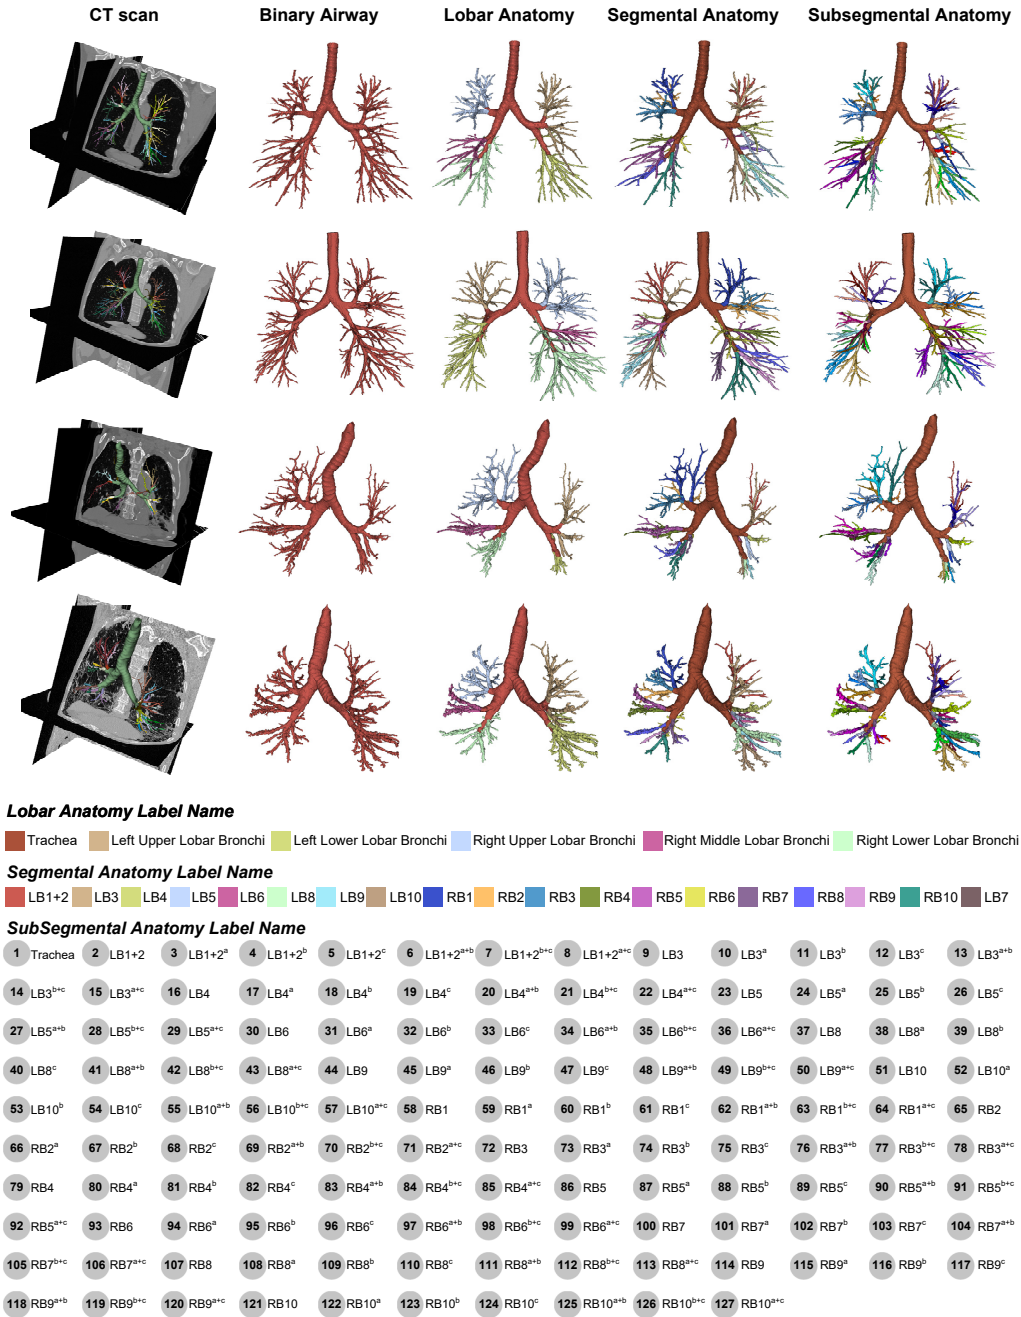 CT scan Binary Airway Lobar Anatomy Segmental Anatomy Subsegmental Anatomy
Lobar Anatomy Label Name
Trachea Left Upper Lobar Bronchi Left Lower Lobar Bronchi Right Upper Lobar Bronchi Right Middle Lobar Bronchi Right Lower Lobar Bronchi
Segmental Anatomy Label Name
LB1+2 LB3 LB4 LB5 LB6 LB8 LB9 LB10 RB1 RB2 RB3 RB4 RB5 RB6 RB7 RB8 RB9 RB10 LB7
SubSegmental Anatomy Label Name
1 Trachea 2 LB1+2 3 LB1+2ᵃ 4 LB1+2ᵇ 5 LB1+2ᶜ 6 LB1+2ᵃ⁺ᵇ 7 LB1+2ᵇ⁺ᶜ 8 LB1+2ᵃ⁺ᶜ 9 LB3 10 LB3ᵃ 11 LB3ᵇ 12 LB3ᶜ 13 LB3ᵃ⁺ᵇ
14 LB3ᵇ⁺ᶜ 15 LB3ᵃ⁺ᶜ 16 LB4 17 LB4ᵃ 18 LB4ᵇ 19 LB4ᶜ 20 LB4ᵃ⁺ᵇ 21 LB4ᵇ⁺ᶜ 22 LB4ᵃ⁺ᶜ 23 LB5 24 LB5ᵃ 25 LB5ᵇ 26 LB5ᶜ
27 LB5ᵃ⁺ᵇ 28 LB5ᵇ⁺ᶜ 29 LB5ᵃ⁺ᶜ 30 LB6 31 LB6ᵃ 32 LB6ᵇ 33 LB6ᶜ 34 LB6ᵃ⁺ᵇ 35 LB6ᵇ⁺ᶜ 36 LB6ᵃ⁺ᶜ 37 LB8 38 LB8ᵃ 39 LB8ᵇ
40 LB8ᶜ 41 LB8ᵃ⁺ᵇ 42 LB8ᵇ⁺ᶜ 43 LB8ᵃ⁺ᶜ 44 LB9 45 LB9ᵃ 46 LB9ᵇ 47 LB9ᶜ 48 LB9ᵃ⁺ᵇ 49 LB9ᵇ⁺ᶜ 50 LB9ᵃ⁺ᶜ 51 LB10 52 LB10ᵃ
53 LB10ᵇ 54 LB10ᶜ 55 LB10ᵃ⁺ᵇ 56 LB10ᵇ⁺ᶜ 57 LB10ᵃ⁺ᶜ 58 RB1 59 RB1ᵃ 60 RB1ᵇ 61 RB1ᶜ 62 RB1ᵃ⁺ᵇ 63 RB1ᵇ⁺ᶜ 64 RB1ᵃ⁺ᶜ 65 RB2
66 RB2ᵃ 67 RB2ᵇ 68 RB2ᶜ 69 RB2ᵃ⁺ᵇ 70 RB2ᵇ⁺ᶜ 71 RB2ᵃ⁺ᶜ 72 RB3 73 RB3ᵃ 74 RB3ᵇ 75 RB3ᶜ 76 RB3ᵃ⁺ᵇ 77 RB3ᵇ⁺ᶜ 78 RB3ᵃ⁺ᶜ
79 RB4 80 RB4ᵃ 81 RB4ᵇ 82 RB4ᶜ 83 RB4ᵃ⁺ᵇ 84 RB4ᵇ⁺ᶜ 85 RB4ᵃ⁺ᶜ 86 RB5 87 RB5ᵃ 88 RB5ᵇ 89 RB5ᶜ 90 RB5ᵃ⁺ᵇ 91 RB5ᵇ⁺ᶜ
92 RB5ᵃ⁺ᶜ 93 RB6 94 RB6ᵃ 95 RB6ᵇ 96 RB6ᶜ 97 RB6ᵃ⁺ᵇ 98 RB6ᵇ⁺ᶜ 99 RB6ᵃ⁺ᶜ 100 RB7 101 RB7ᵃ 102 RB7ᵇ 103 RB7ᶜ 104 RB7ᵃ⁺ᵇ
105 RB7ᵇ⁺ᶜ 106 RB7ᵃ⁺ᶜ 107 RB8 108 RB8ᵃ 109 RB8ᵇ 110 RB8ᶜ 111 RB8ᵃ⁺ᵇ 112 RB8ᵇ⁺ᶜ 113 RB8ᵃ⁺ᶜ 114 RB9 115 RB9ᵃ 116 RB9ᵇ 117 RB9ᶜ
118 RB9ᵃ⁺ᵇ 119 RB9ᵇ⁺ᶜ 120 RB9ᵃ⁺ᶜ 121 RB10 122 RB10ᵃ 123 RB10ᵇ 124 RB10ᶜ 125 RB10ᵃ⁺ᵇ 126 RB10ᵇ⁺ᶜ 127 RB10ᵃ⁺ᶜ